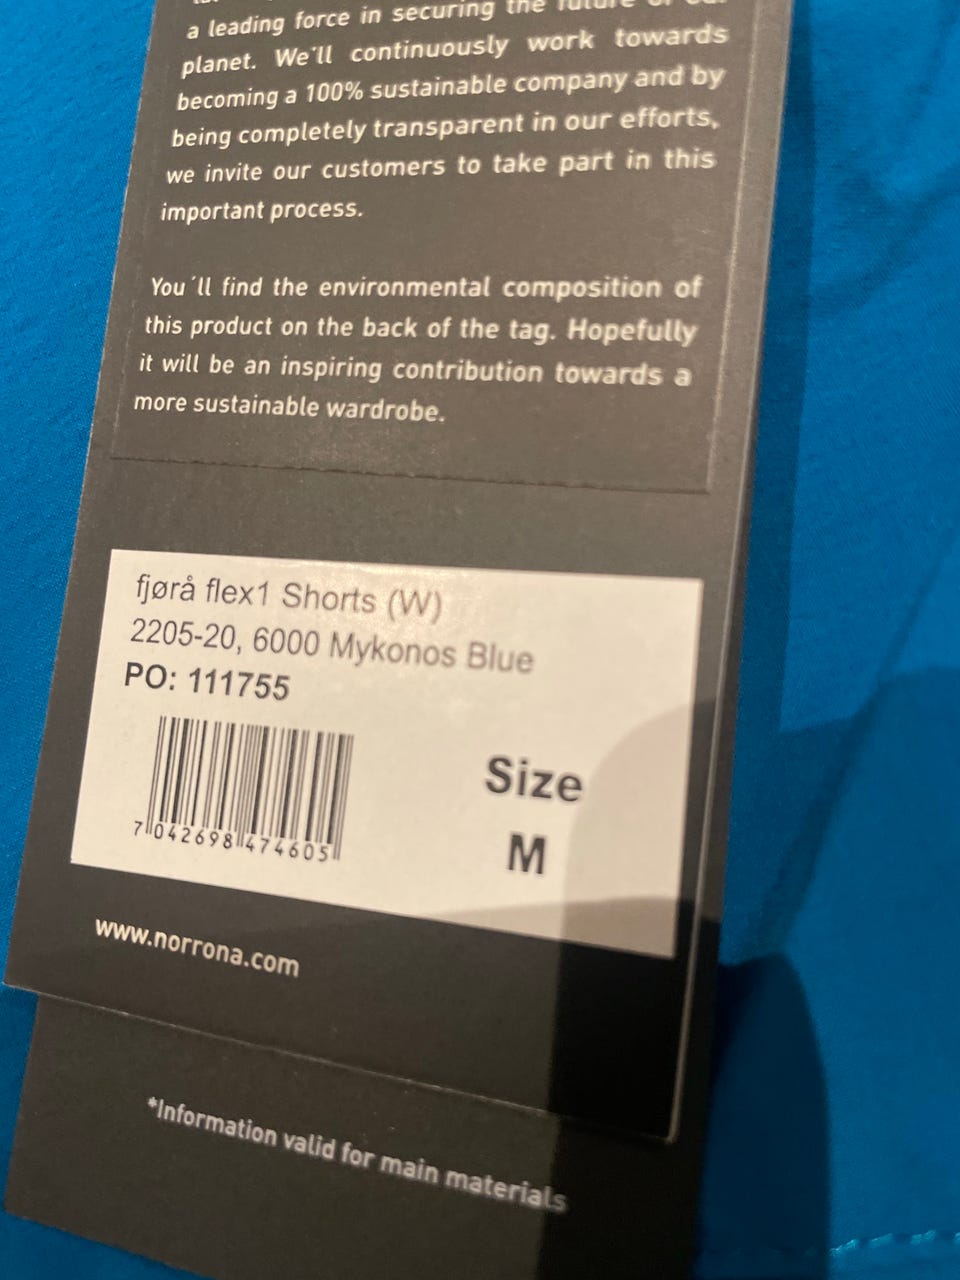 a leading force in securing the future of our
planet. We'll continuously work towards
becoming a 100% sustainable company and by
being completely transparent in our efforts,
we invite our customers to take part in this
important process.
You´ll find the environmental composition of
this product on the back of the tag. Hopefully
it will be an inspiring contribution towards a
more sustainable wardrobe.
fjørå flex1 Shorts (W)
2205-20, 6000 Mykonos Blue
PO: 111755
Size
M
7 042698 474605
www.norrona.com
*Information valid for main materials